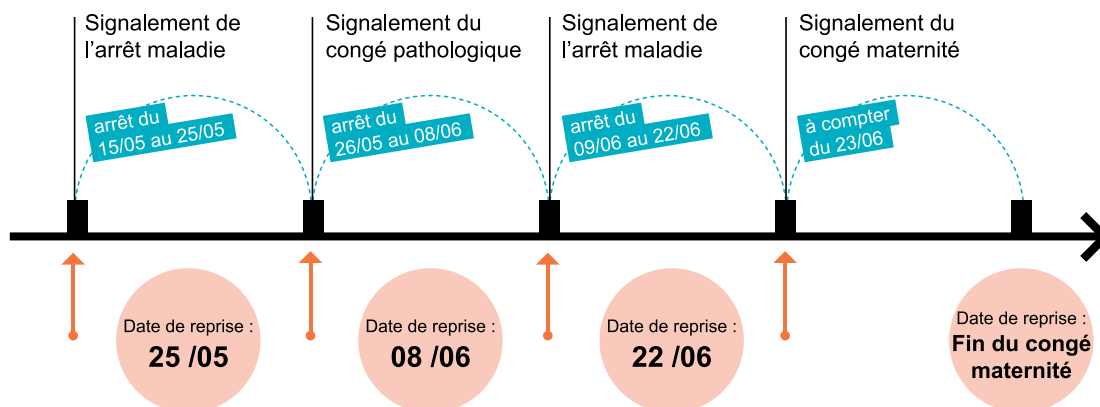 Signalement de
l’arrêt maladie
Signalement du
congé pathologique
Signalement de
l’arrêt maladie
Signalement du
congé maternité
arrêt du
15/05 au 25/05
arrêt du
26/05 au 08/06
arrêt du
09/06 au 22/06
à compter
du 23/06
Date de reprise :
25 /05
Date de reprise :
08 /06
Date de reprise :
22 /06
Date de reprise :
Fin du congé
maternité